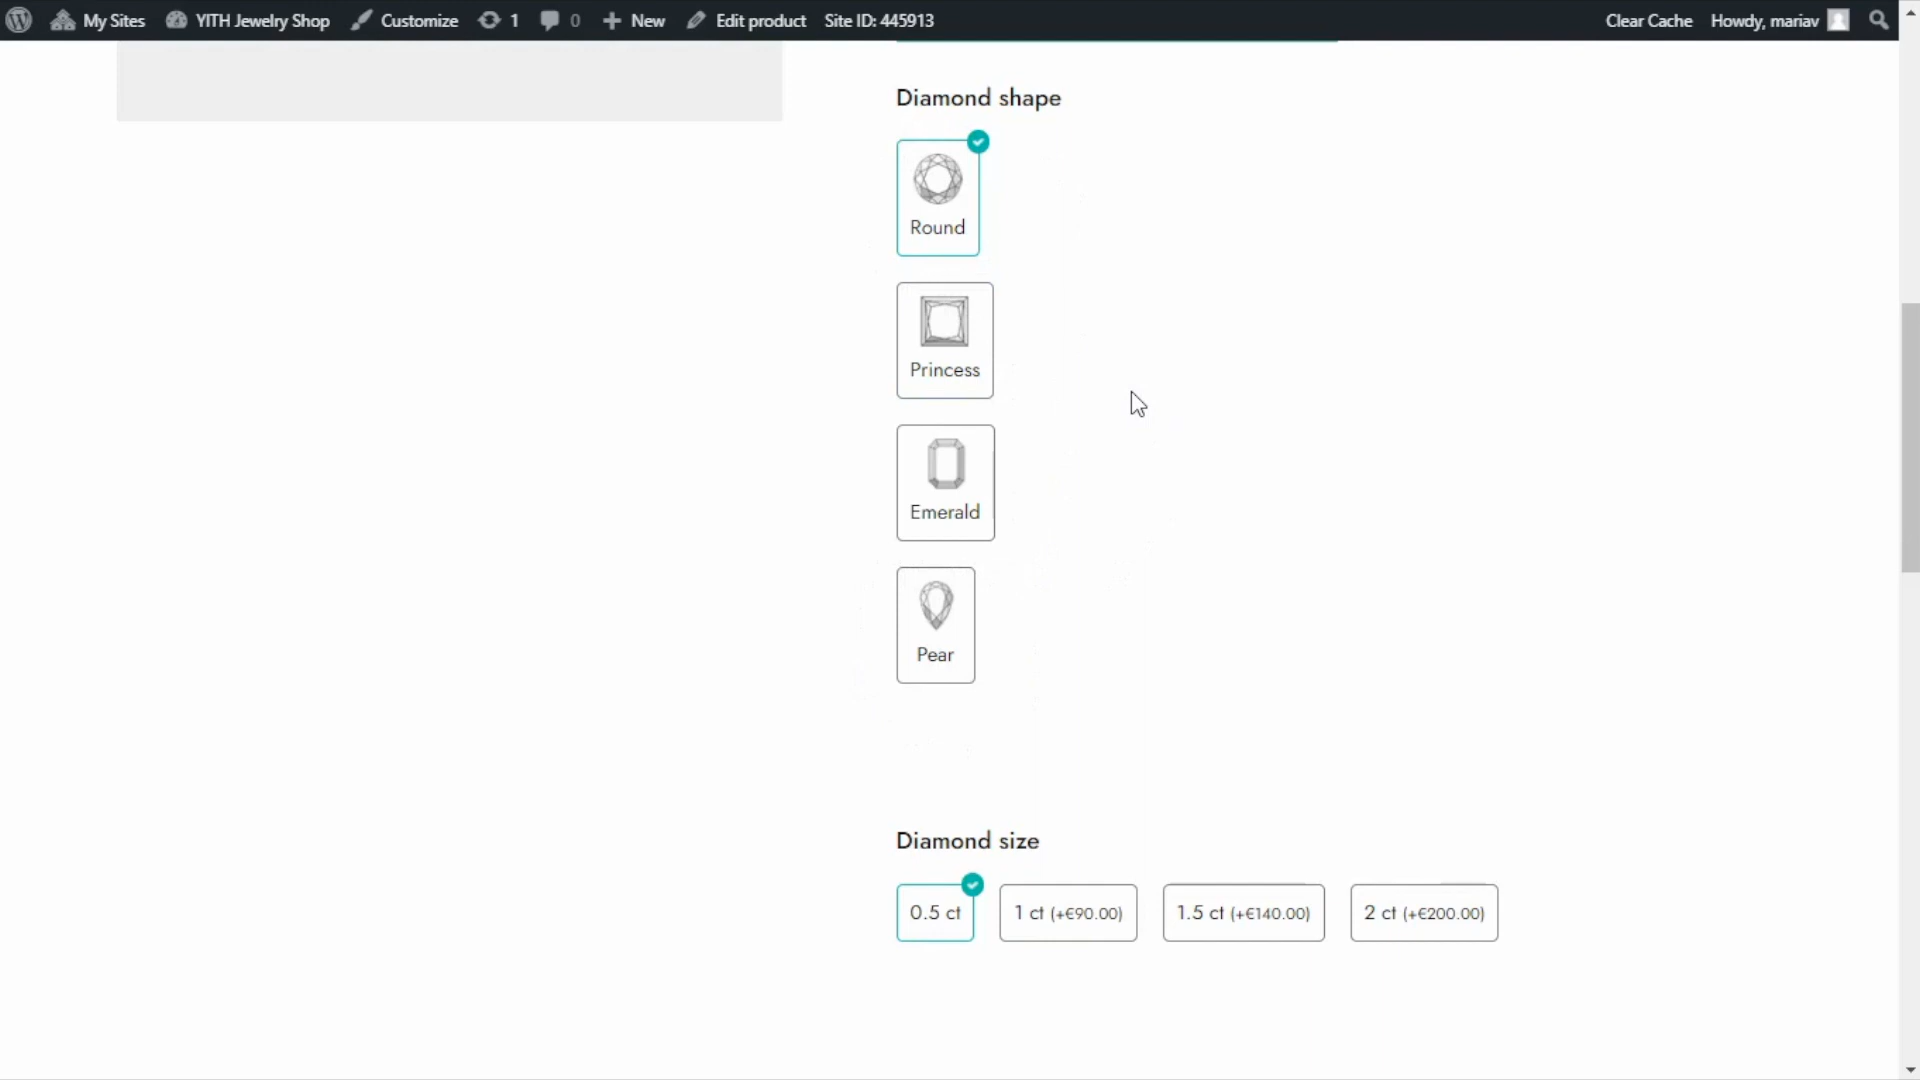 My Sites YITH Jewelry Shop Customize 1 0 New Edit product Site ID: 445913 Clear Cache Howdy, mariav
Diamond shape
Round
Princess
Emerald
Pear
Diamond size
0.5 ct 1 ct (+€90.00) 1.5 ct (+€140.00) 2 ct (+€200.00)